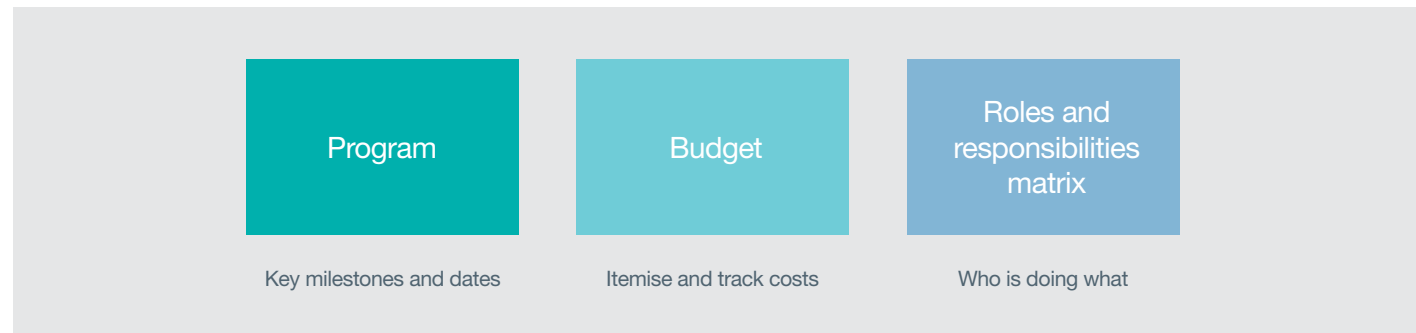 Program
Key milestones and dates
Budget
Itemise and track costs
Roles and
responsibilities
matrix
Who is doing what